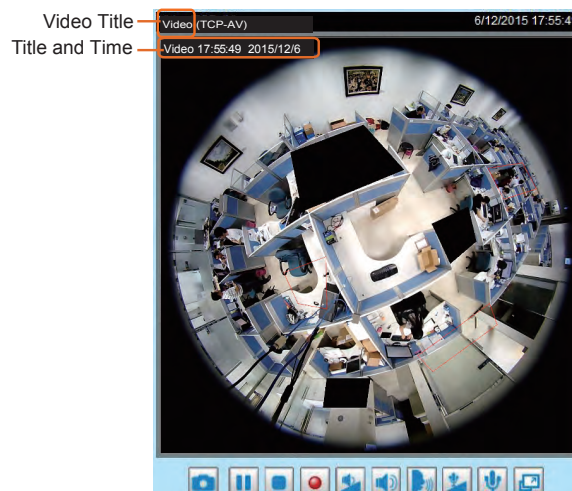 Video Title
Video (TCP-AV)
6/12/2015 17:55:4
Title and Time
Video 17:55:49 2015/12/6